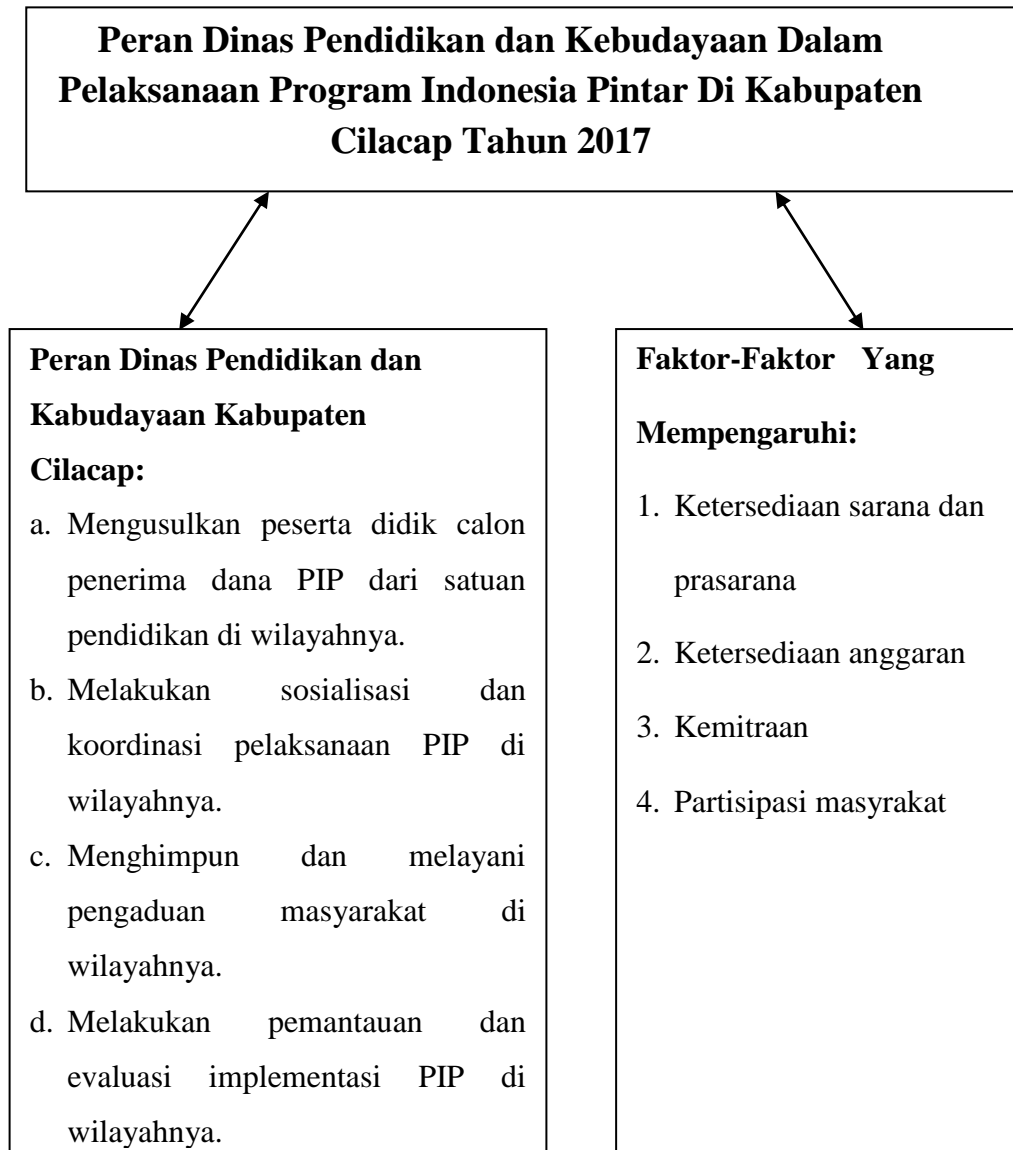 Peran Dinas Pendidikan dan Kebudayaan Dalam
Pelaksanaan Program Indonesia Pintar Di Kabupaten
Cilacap Tahun 2017
Peran Dinas Pendidikan dan
Kabudayaan Kabupaten
Cilacap:
a. Mengusulkan peserta didik calon
penerima dana PIP dari satuan
pendidikan di wilayahnya.
b. Melakukan sosialisasi dan
koordinasi pelaksanaan PIP di
wilayahnya.
c. Menghimpun dan melayani
pengaduan masyarakat di
wilayahnya.
d. Melakukan pemantauan dan
evaluasi implementasi PIP di
wilayahnya.
Faktor-Faktor Yang
Mempengaruhi:
1. Ketersediaan sarana dan
prasarana
2. Ketersediaan anggaran
3. Kemitraan
4. Partisipasi masyrakat